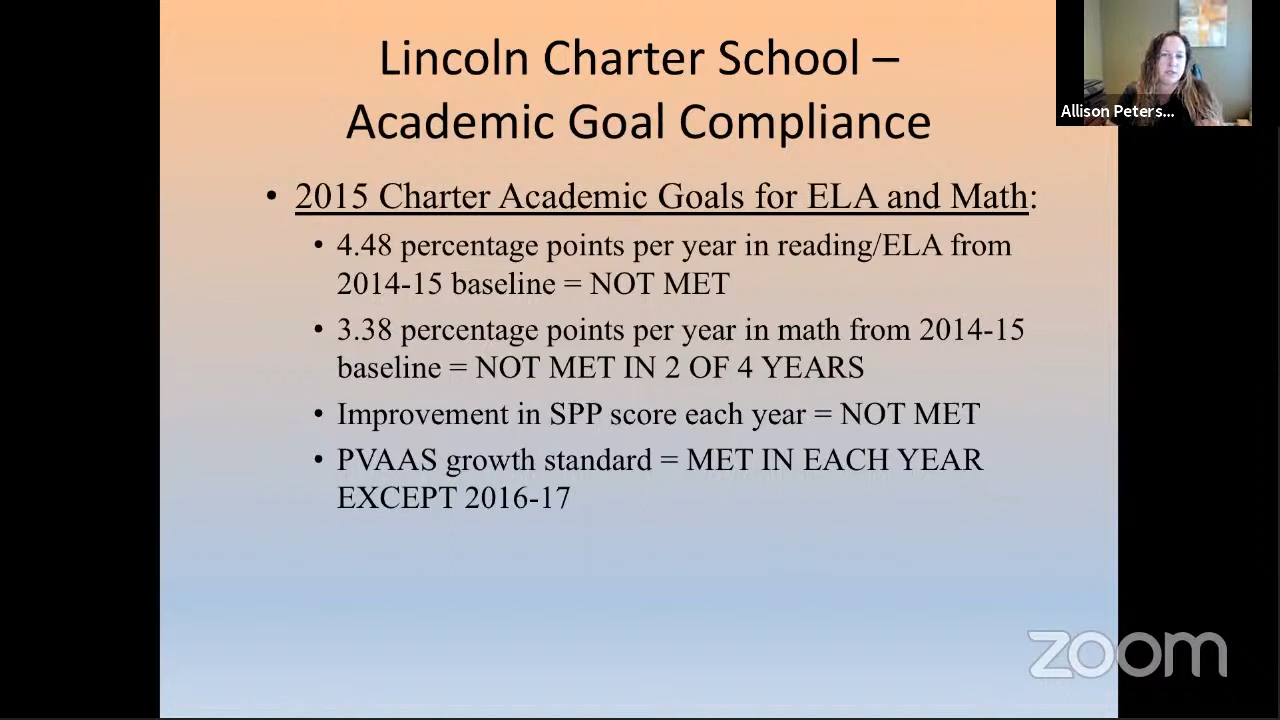 Lincoln Charter School –
Academic Goal Compliance
Allison Peters...
• 2015 Charter Academic Goals for ELA and Math:
• 4.48 percentage points per year in reading/ELA from
2014-15 baseline = NOT MET
• 3.38 percentage points per year in math from 2014-15
baseline = NOT MET IN 2 OF 4 YEARS
• Improvement in SPP score each year = NOT MET
• PVAAS growth standard = MET IN EACH YEAR
EXCEPT 2016-17
zoom